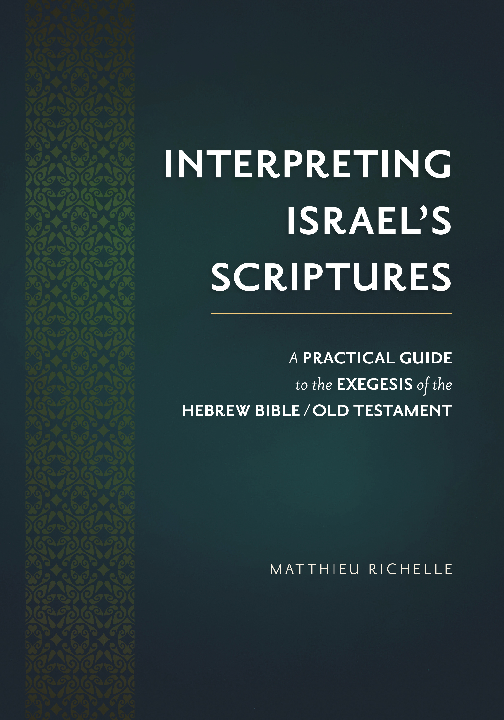 INTERPRETING
ISRAEL’S
SCRIPTURES
A PRACTICAL GUIDE
to the EXEGESIS of the
HEBREW BIBLE / OLD TESTAMENT
MATTHIEU RICHELLE